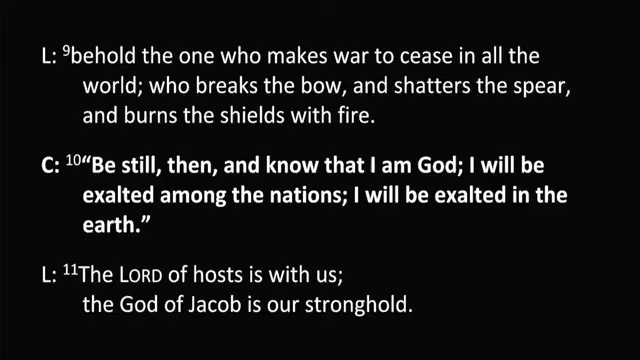 L: ⁹behold the one who makes war to cease in all the
world; who breaks the bow, and shatters the spear,
and burns the shields with fire.
C: ¹⁰“Be still, then, and know that I am God; I will be
exalted among the nations; I will be exalted in the
earth.”
L: ¹¹The LORD of hosts is with us;
the God of Jacob is our stronghold.